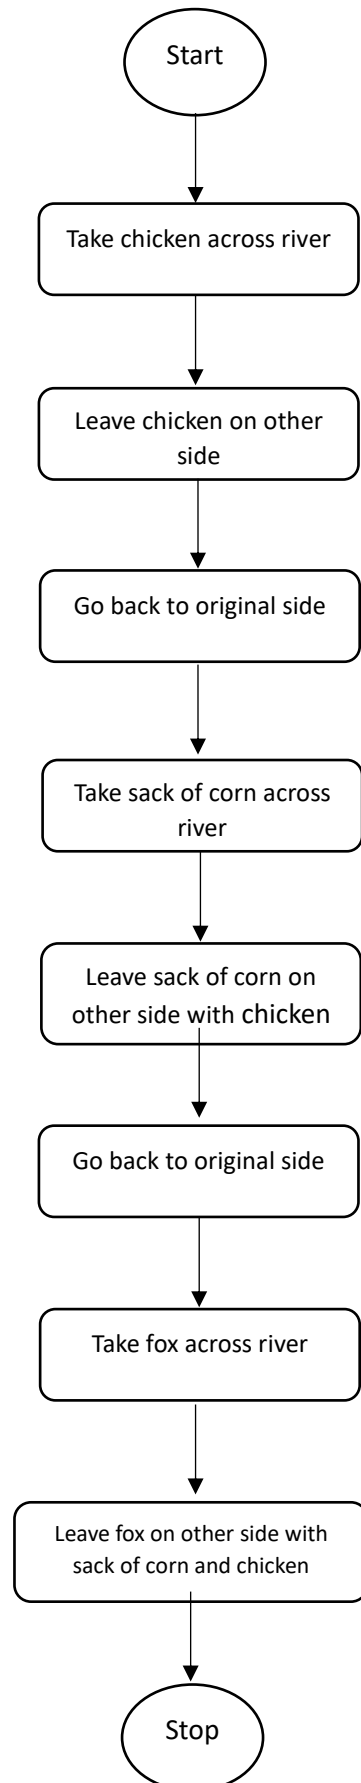 Start
Take chicken across river
Leave chicken on other
side
Go back to original side
Take sack of corn across
river
Leave sack of corn on
other side with chicken
Go back to original side
Take fox across river
Leave fox on other side with
sack of corn and chicken
Stop